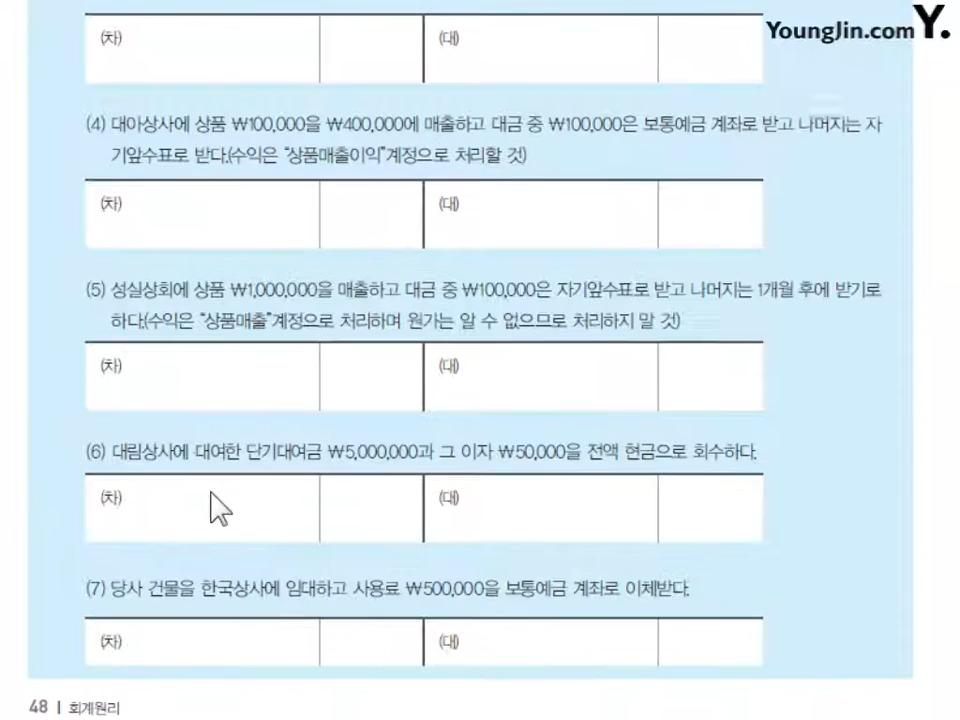 YoungJin.com Y.
(차) (대)
(4) 대아상사에 상품 ₩100,000을 ₩400,000에 매출하고 대금 중 ₩100,000은 보통예금 계좌로 받고 나머지는 자
기앞수표로 받다.(수익은 "상품매출이익"계정으로 처리할 것)
(차) (대)
(5) 성실상회에 상품 ₩1,000,000을 매출하고 대금 중 ₩100,000은 자기앞수표로 받고 나머지는 1개월 후에 받기로
하다.(수익은 "상품매출"계정으로 처리하며 원가는 알 수 없으므로 처리하지 말 것)
(차) (대)
(6) 대림상사에 대여한 단기대여금 ₩5,000,000과 그 이자 ₩50,000을 전액 현금으로 회수하다.
(차) (대)
(7) 당사 건물을 한국상사에 임대하고 사용료 ₩500,000을 보통예금 계좌로 이체받다.
(차) (대)
48 | 회계원리